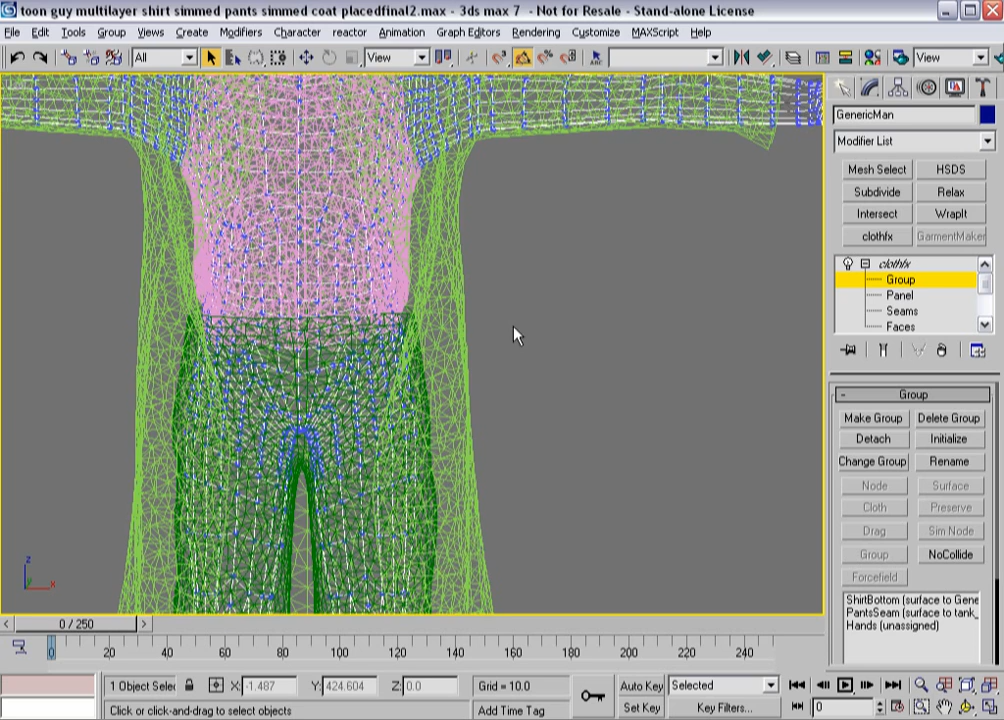 toon guy multilayer shirt simmed pants simmed coat placedfinal2.max - 3ds max 7 - Not for Resale - Stand-alone License
File Edit Tools Group Views Create Modifiers Character reactor Animation Graph Editors Rendering Customize MAXScript Help
All View View
GenericMan
Modifier List
Mesh Select HSDS
Subdivide Relax
Intersect WrapIt
clothfx GarmentMaker
clothfx
Group
Panel
Seams
Faces
Group
Make Group Delete Group
Detach Initialize
Change Group Rename
Node Surface
Cloth Preserve
Drag Sim Node
Group NoCollide
Forcefield
ShirtBottom (surface to Gene
PantsSeam (surface to tank_
Hands (unassigned)
z
y x
< 0 / 250 >
0 20 40 60 80 100 120 140 160 180 200 220 240
1 Object Selec X: -1.487 Y: 424.604 Z: 0.0 Grid = 10.0 Auto Key Selected
Click or click-and-drag to select objects Add Time Tag Set Key Key Filters... 0